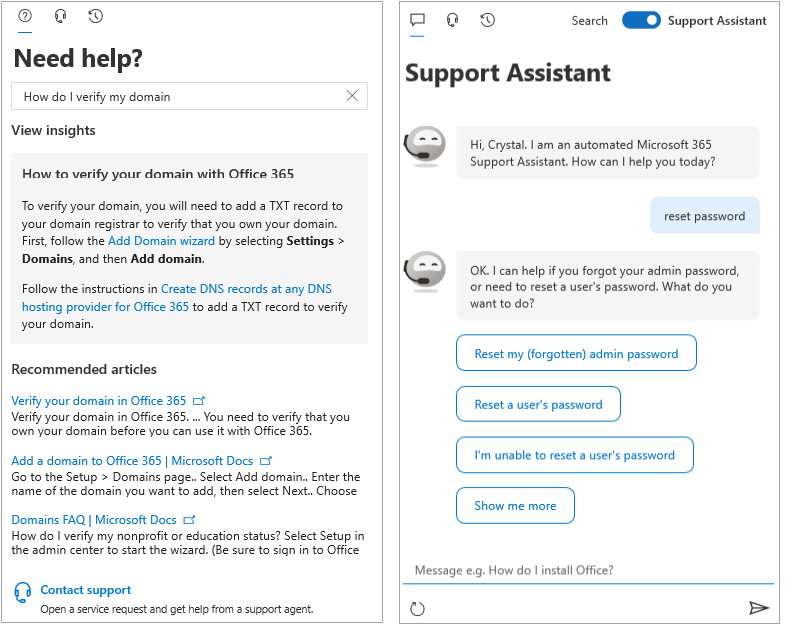 Need help?
How do I verify my domain
View insights
How to verify your domain with Office 365
To verify your domain, you will need to add a TXT record to
your domain registrar to verify that you own your domain.
First, follow the Add Domain wizard by selecting Settings >
Domains, and then Add domain.
Follow the instructions in Create DNS records at any DNS
hosting provider for Office 365 to add a TXT record to verify
your domain.
Recommended articles
Verify your domain in Office 365
Verify your domain in Office 365. ... You need to verify that you
own your domain before you can use it with Office 365.
Add a domain to Office 365 | Microsoft Docs
Go to the Setup > Domains page.. Select Add domain.. Enter the
name of the domain you want to add, then select Next.. Choose
Domains FAQ | Microsoft Docs
How do I verify my nonprofit or education status? Select Setup in
the admin center to start the wizard. (Be sure to sign in to Office
Contact support
Open a service request and get help from a support agent.
Search Support Assistant
Support Assistant
Hi, Crystal. I am an automated Microsoft 365
Support Assistant. How can I help you today?
reset password
OK. I can help if you forgot your admin password,
or need to reset a user's password. What do you
want to do?
Reset my (forgotten) admin password
Reset a user's password
I'm unable to reset a user's password
Show me more
Message e.g. How do I install Office?